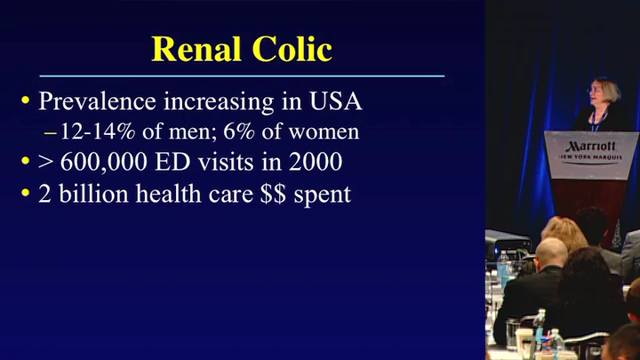 Renal Colic
• Prevalence increasing in USA
–12-14% of men; 6% of women
• > 600,000 ED visits in 2000
• 2 billion health care $$ spent
Marriott
NEW YORK MARQUIS